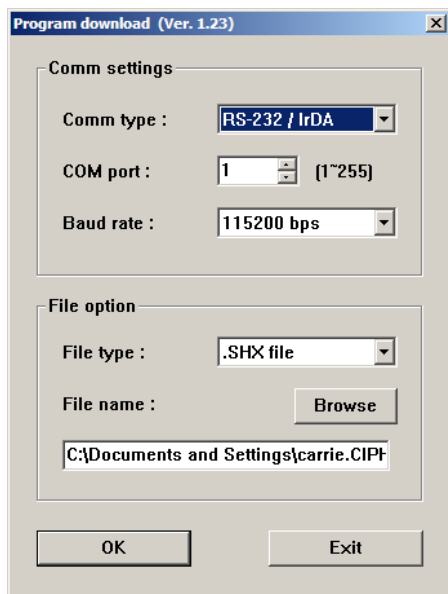 Program download (Ver. 1.23)
Comm settings
Comm type : RS-232 / IrDA
COM port : 1 (1~255)
Baud rate : 115200 bps
File option
File type : .SHX file
File name : Browse
C:\Documents and Settings\carrie.CIPH
OK Exit